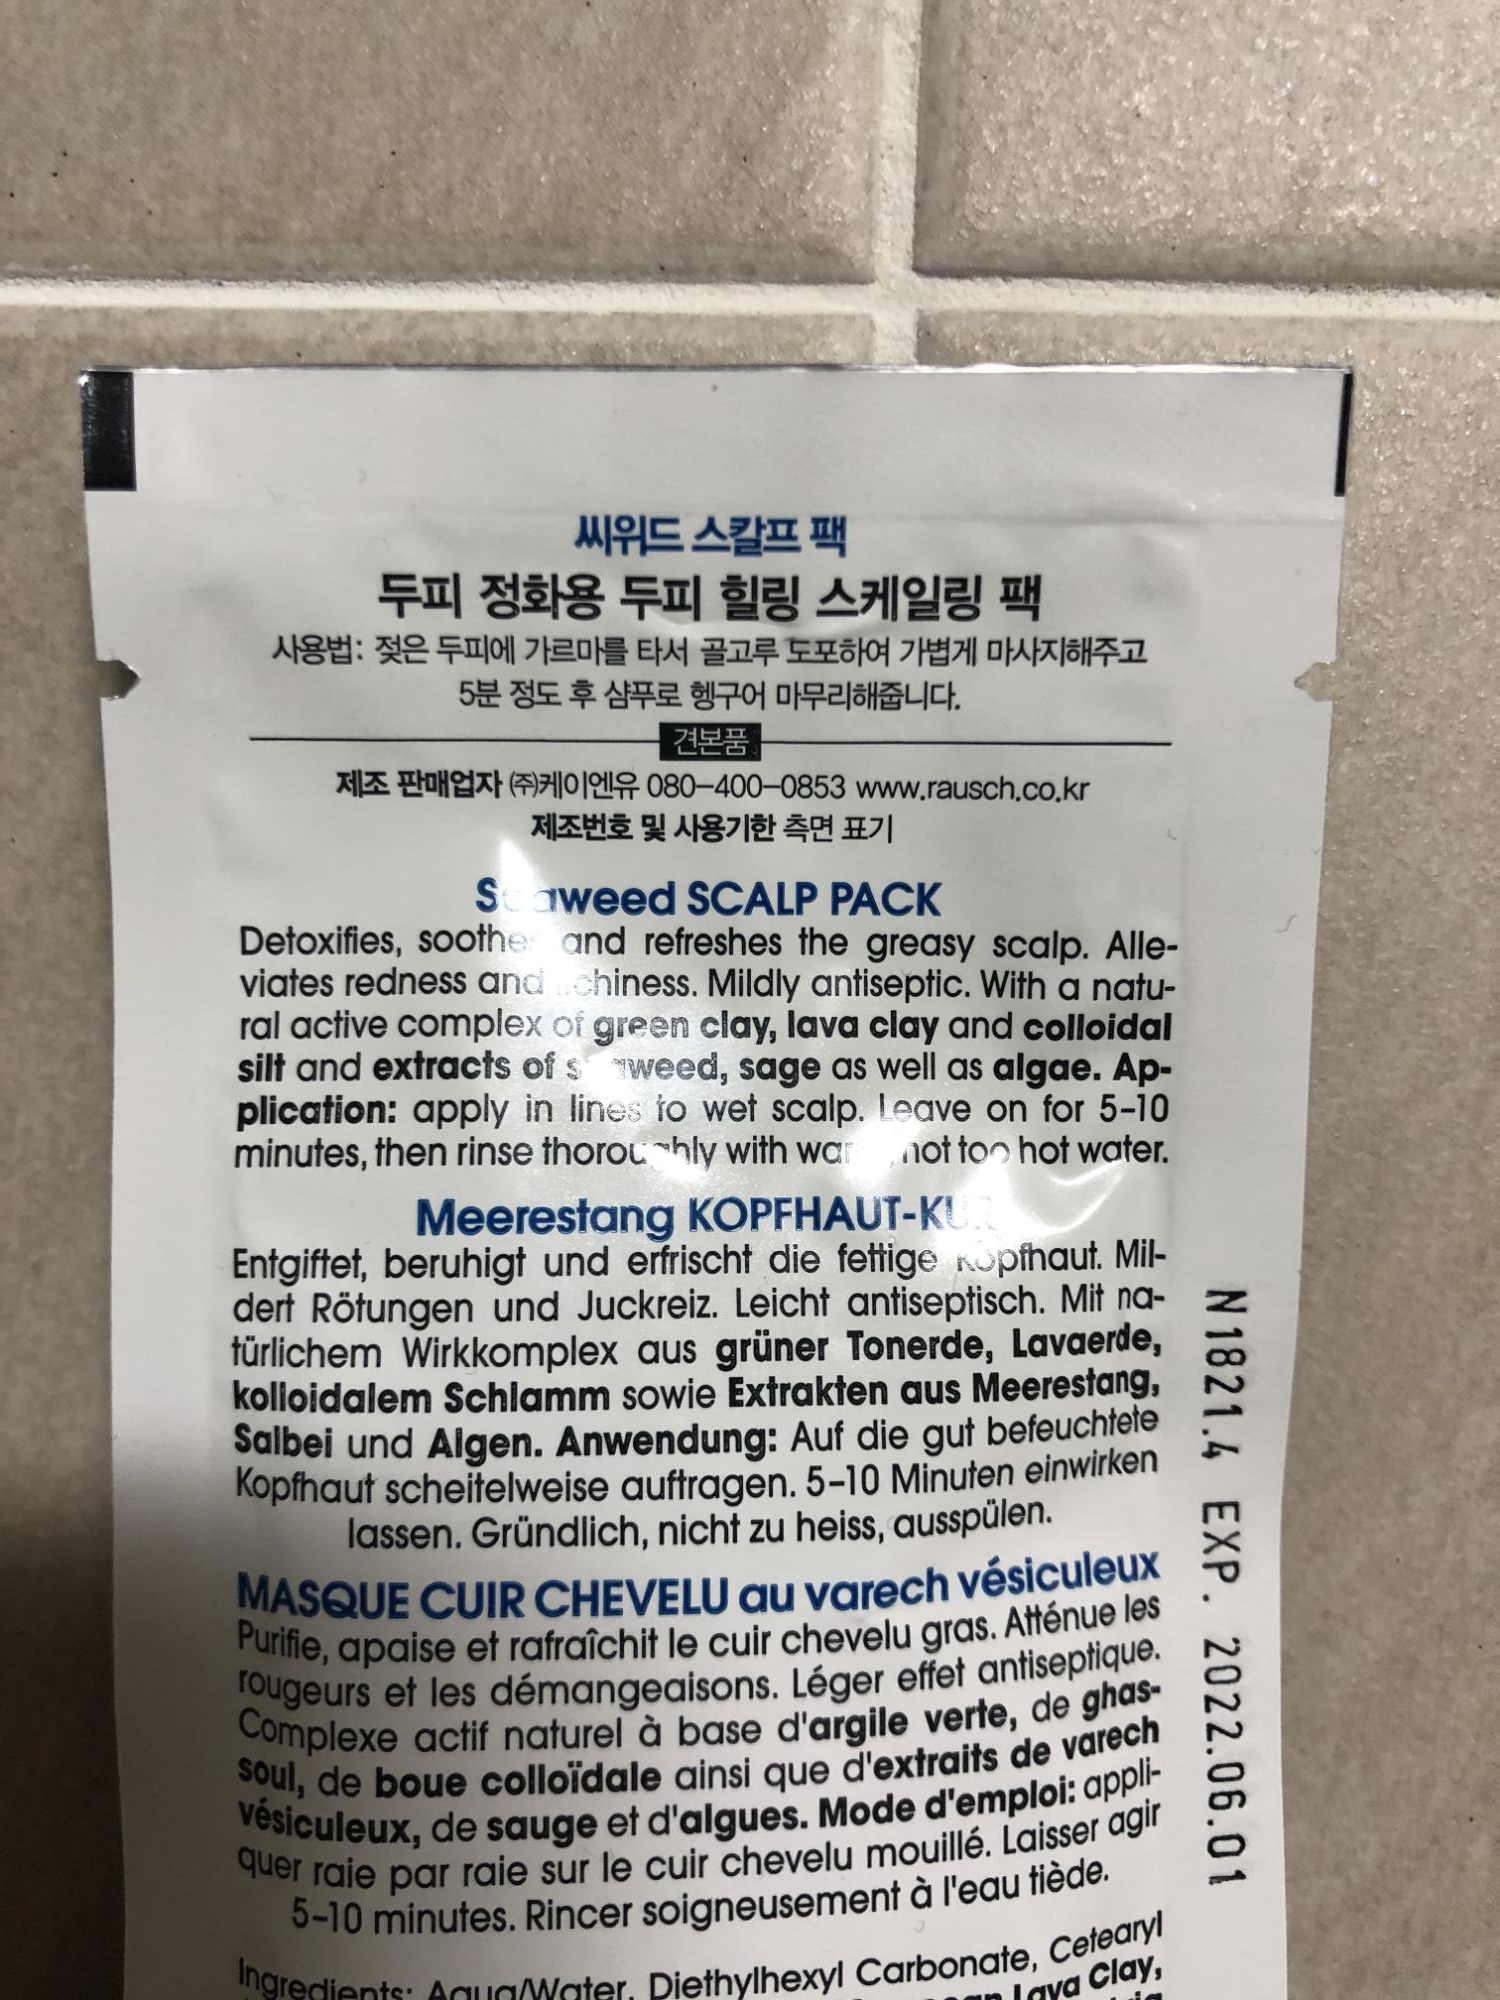 씨위드 스칼프 팩
두피 정화용 두피 힐링 스케일링 팩
사용법: 젖은 두피에 가르마를 타서 골고루 도포하여 가볍게 마사지해주고
5분 정도 후 샴푸로 헹구어 마무리해줍니다.
견본품
제조 판매업자 ㈜케이엔유 080-400-0853 www.rausch.co.kr
제조번호 및 사용기한 측면 표기
Seaweed SCALP PACK
Detoxifies, soothes and refreshes the greasy scalp. Alle-
viates redness and itchiness. Mildly antiseptic. With a natu-
ral active complex of green clay, lava clay and colloidal
silt and extracts of seaweed, sage as well as algae. Ap-
plication: apply in lines to wet scalp. Leave on for 5-10
minutes, then rinse thoroughly with warm, not too hot water.
Meerestang KOPFHAUT-KUR
Entgiftet, beruhigt und erfrischt die fettige Kopfhaut. Mil-
dert Rötungen und Juckreiz. Leicht antiseptisch. Mit na-
türlichem Wirkkomplex aus grüner Tonerde, Lavaerde,
kolloidalem Schlamm sowie Extrakten aus Meerestang,
Salbei und Algen. Anwendung: Auf die gut befeuchtete
Kopfhaut scheitelweise auftragen. 5-10 Minuten einwirken
lassen. Gründlich, nicht zu heiss, ausspülen.
MASQUE CUIR CHEVELU au varech vésiculeux
Purifie, apaise et rafraîchit le cuir chevelu gras. Atténue les
rougeurs et les démangeaisons. Léger effet antiseptique.
Complexe actif naturel à base d'argile verte, de ghas-
soul, de boue colloïdale ainsi que d'extraits de varech
vésiculeux, de sauge et d'algues. Mode d'emploi: appli-
quer raie par raie sur le cuir chevelu mouillé. Laisser agir
5-10 minutes. Rincer soigneusement à l'eau tiède.
Ingredients: Aqua/Water, Diethylhexyl Carbonate, Cetearyl
Lava Clay,
N1821.4 EXP. 2022.06.01